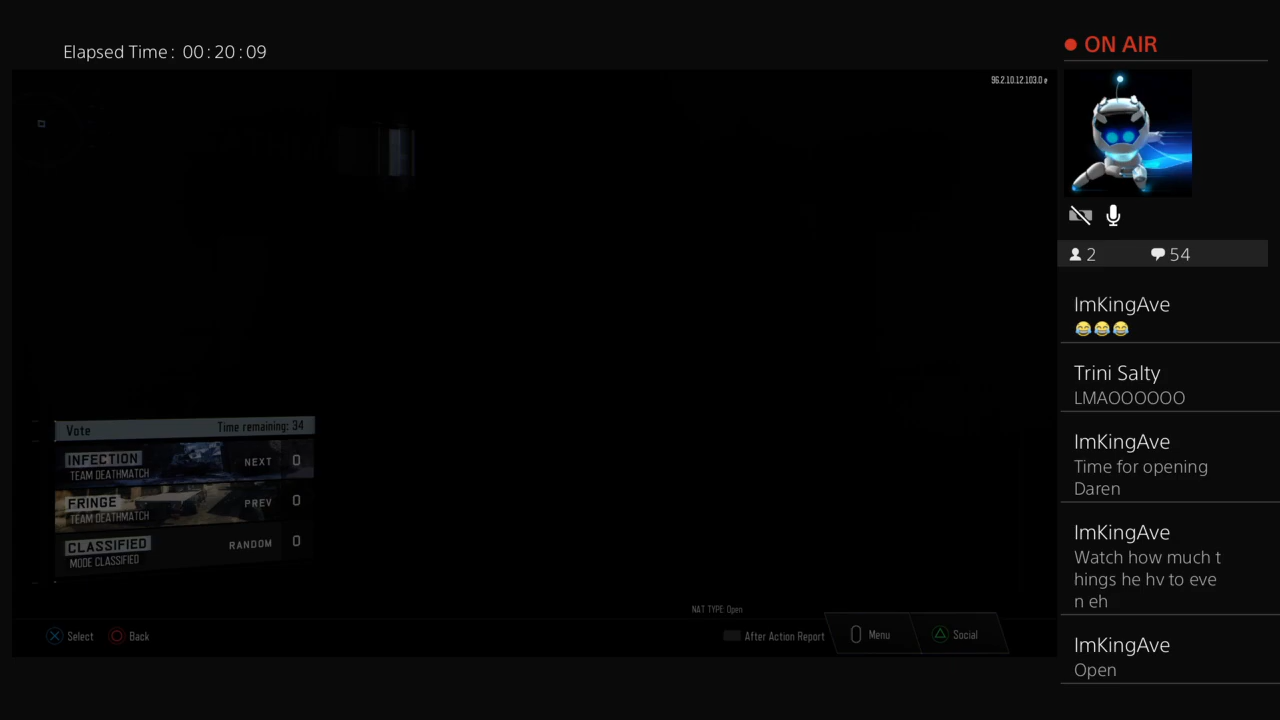 Elapsed Time: 00:20:09
ON AIR
96.2.10.12.103.0 e
2 54
ImKingAve
😂😂😂
Trini Salty
LMAOOOOOO
ImKingAve
Time for opening
Daren
ImKingAve
Watch how much t
hings he hv to eve
n eh
ImKingAve
Open
Vote Time remaining: 34
INFECTION NEXT 0
TEAM DEATHMATCH
FRINGE PREV 0
TEAM DEATHMATCH
CLASSIFIED RANDOM 0
MODE CLASSIFIED
NAT TYPE: Open
Select Back After Action Report Menu Social